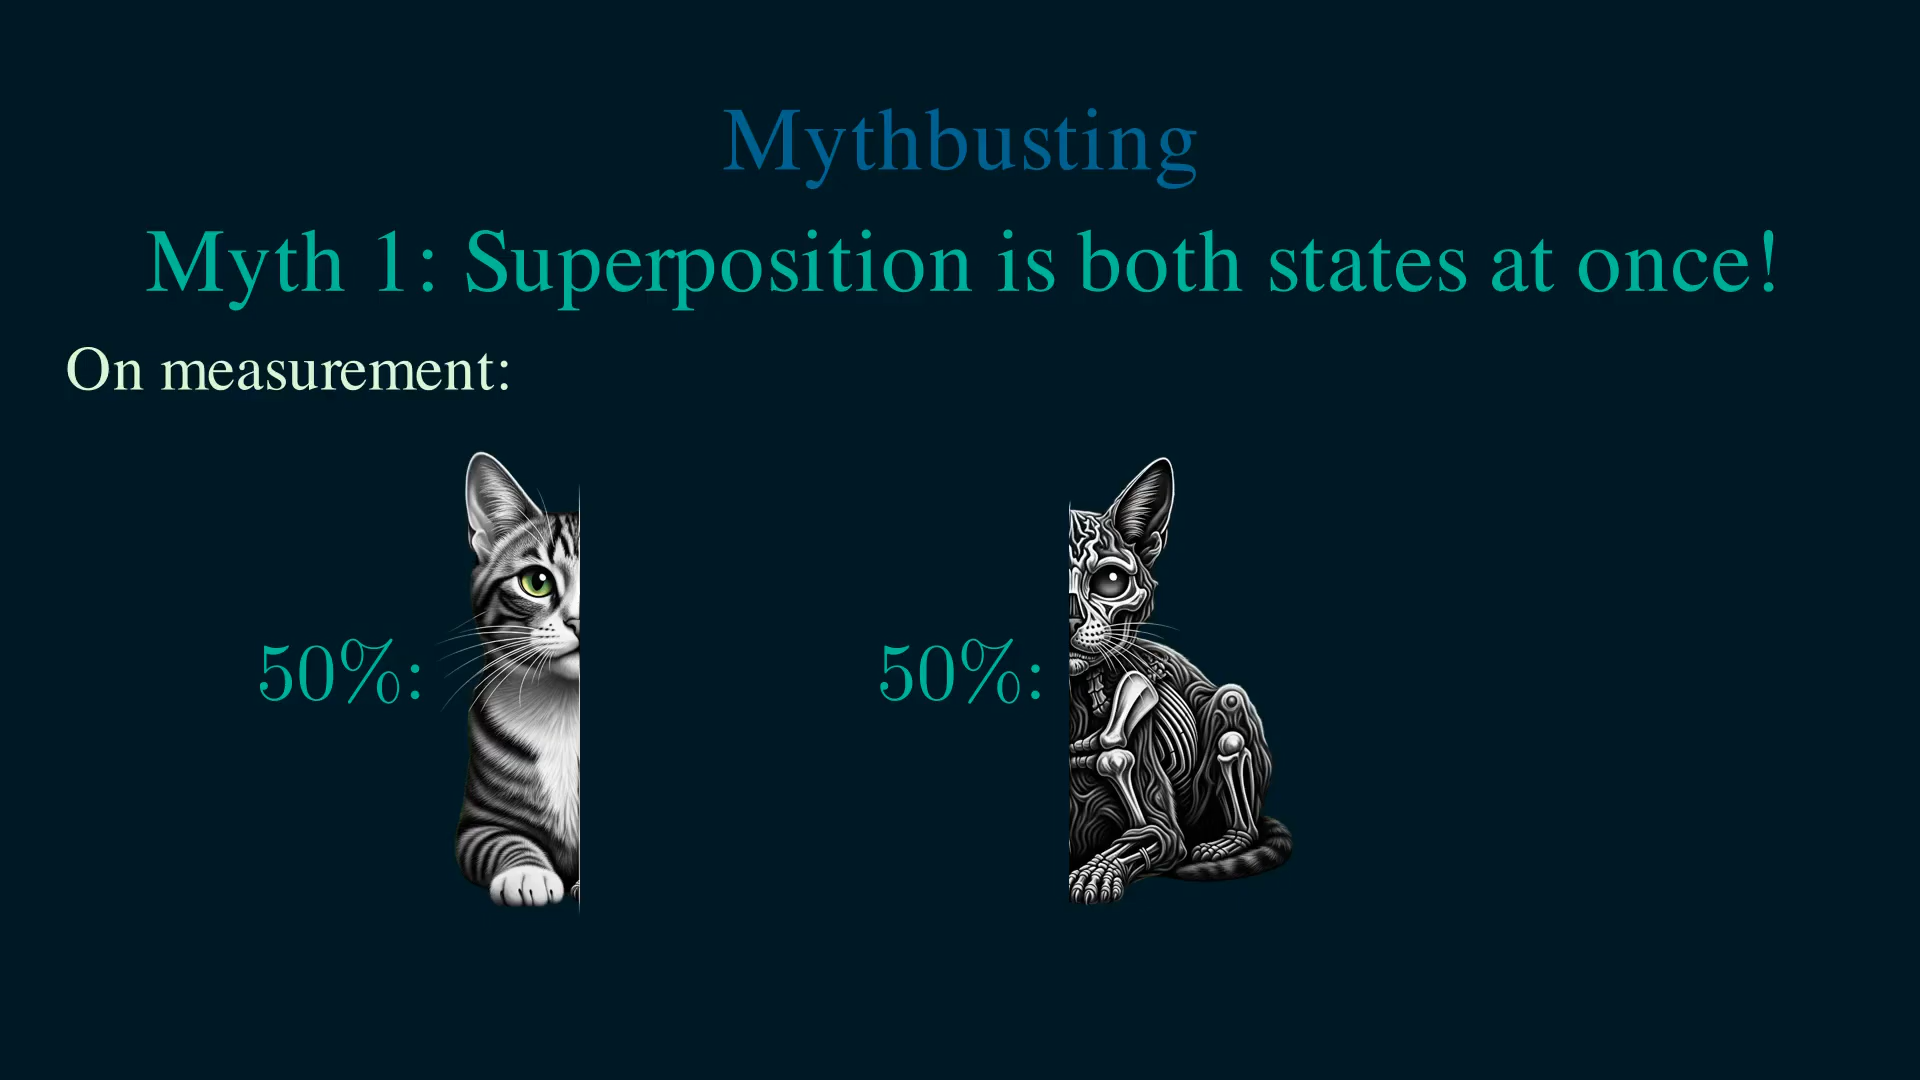 Mythbusting
Myth 1: Superposition is both states at once!
On measurement:
50%:
50%: